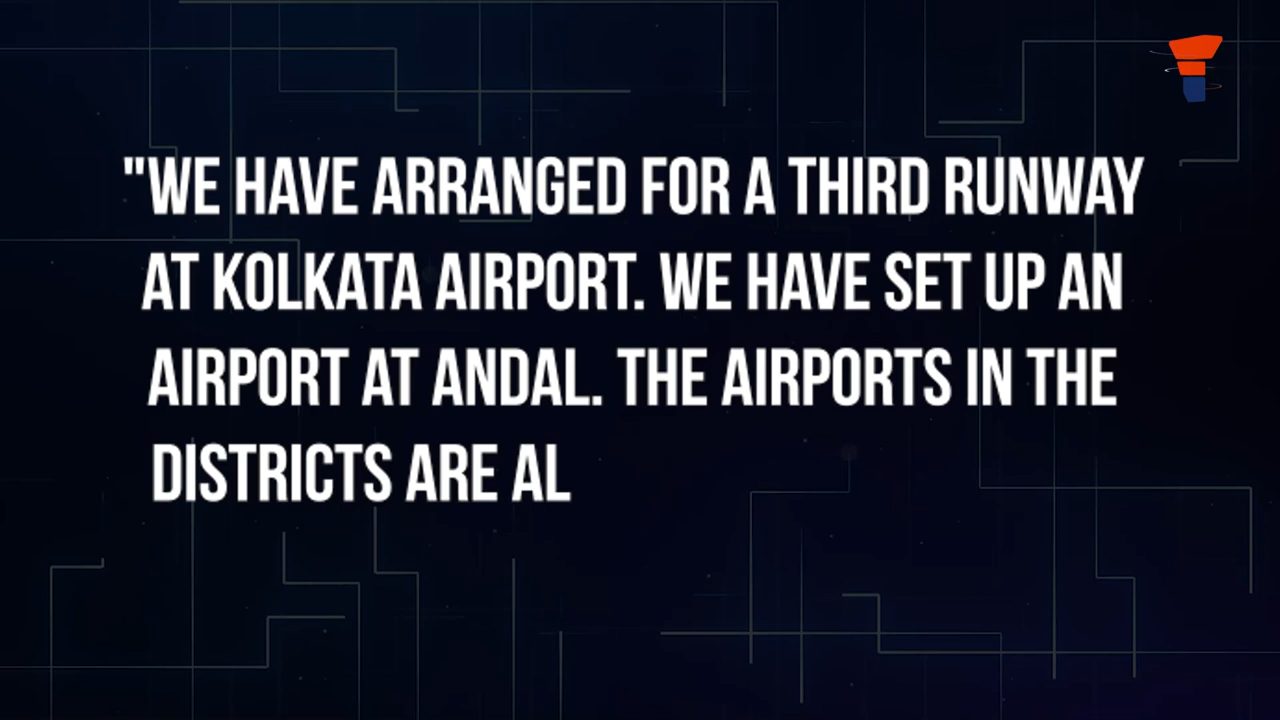 "WE HAVE ARRANGED FOR A THIRD RUNWAY
AT KOLKATA AIRPORT. WE HAVE SET UP AN
AIRPORT AT ANDAL. THE AIRPORTS IN THE
DISTRICTS ARE AL